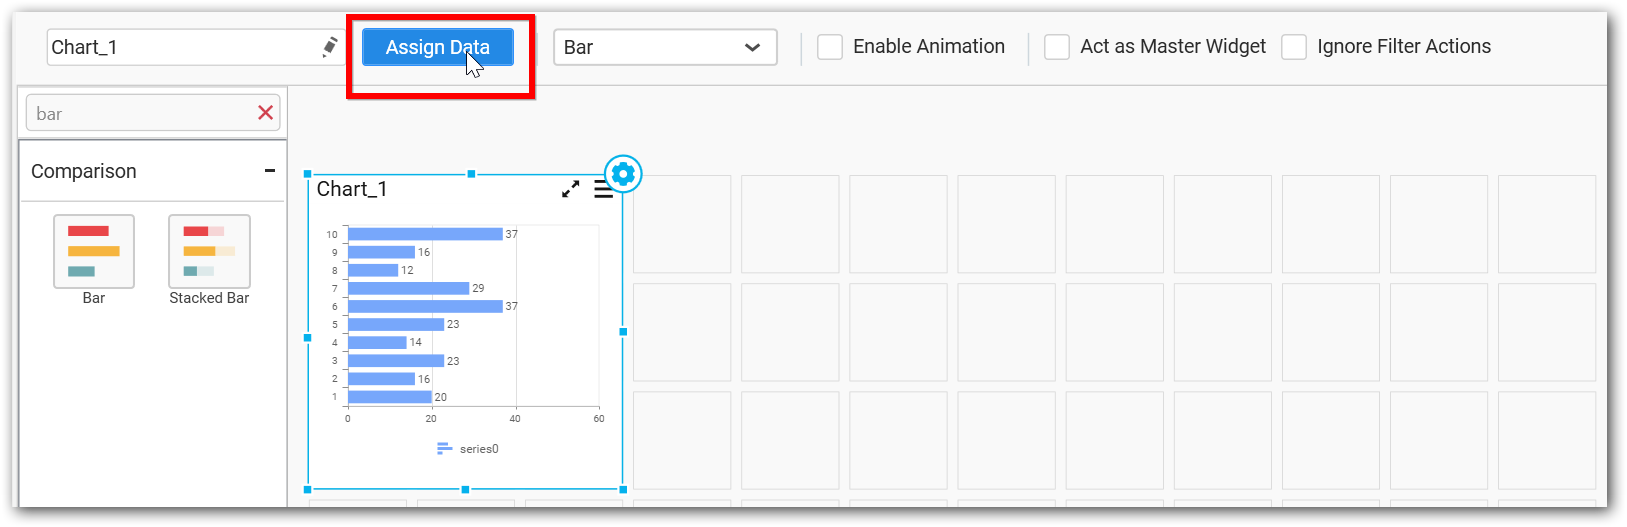 Chart_1
Assign Data
Bar
Enable Animation
Act as Master Widget
Ignore Filter Actions
bar
Comparison
Bar
Stacked Bar
Chart_1
10 37
9 16
8 12
7 29
6 37
5 23
4 14
3 23
2 16
1 20
0 20 40 60
series0